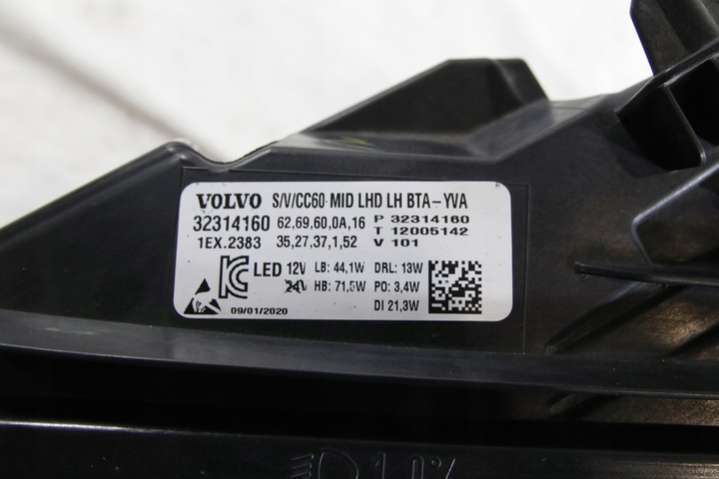 VOLVO S/V/CC60 MID LHD LH BTA-YVA
32314160 62,69,60,0A,16 P 32314160
T 12005142
1EX.2383 35,27,37,1,52 V 101
LED 12V LB: 44,1W DRL: 13W
24V HB: 71,5W PO: 3,4W
DI 21,3W
09/01/2020